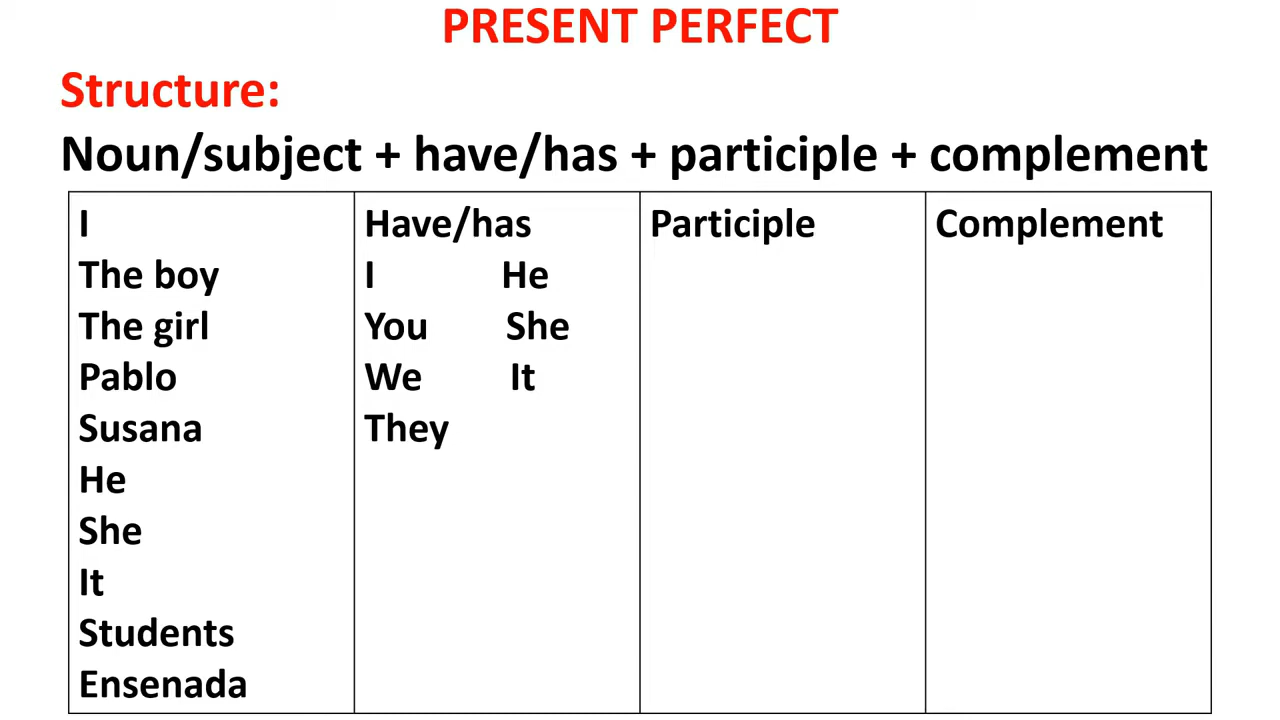 PRESENT PERFECT
Structure:
Noun/subject + have/has + participle + complement
I
The boy
The girl
Pablo
Susana
He
She
It
Students
Ensenada
Have/has
I He
You She
We It
They
Participle
Complement